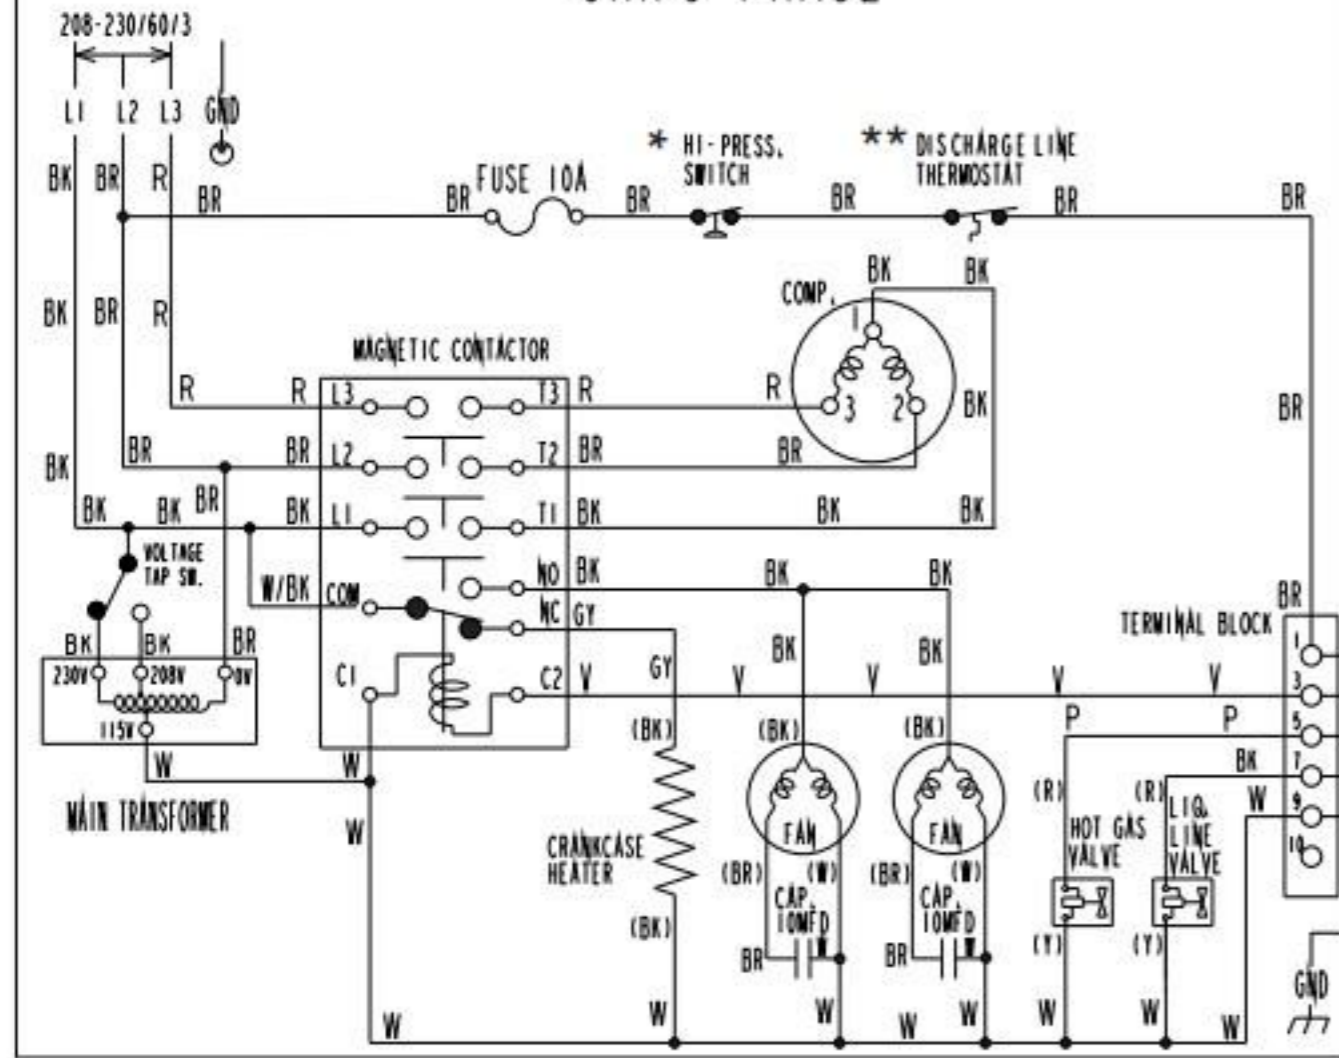 208-230/60/3
L1 L2 L3 GND
BK BR R
BR
BR
FUSE 10A
BR
* HI-PRESS.
SWITCH
BR
** DISCHARGE LINE
THERMOSTAT
BR
BR
BK BR R
COMP.
BK
BK
1
3
2
BK
BR
MAGNETIC CONTACTOR
R
R
L3
T3
R
R
BK
BR
BR
L2
T2
BR
BR
BR
BK
BK
BK
L1
T1
BK
BK
BK
VOLTAGE
TAP SW.
W/BK
COM
NO
BK
BK
BK
NC
GY
BK
BK
BR
230V
208V
0V
115V
W
MAIN TRANSFORMER
C1
C2
V
GY
V
V
V
V
BK
BK
W
W
(BK)
(BK)
(BK)
CRANKCASE
HEATER
(BK)
FAN
FAN
(BR)
(W)
(BR)
(W)
CAP.
10MFD
CAP.
10MFD
BR
W
BR
W
P
P
(R)
(R)
BK
W
HOT GAS
VALVE
LIQ.
LINE
VALVE
(Y)
(Y)
BR
TERMINAL BLOCK
1
3
5
7
9
10
GND
W
W
W
W
W
W
W